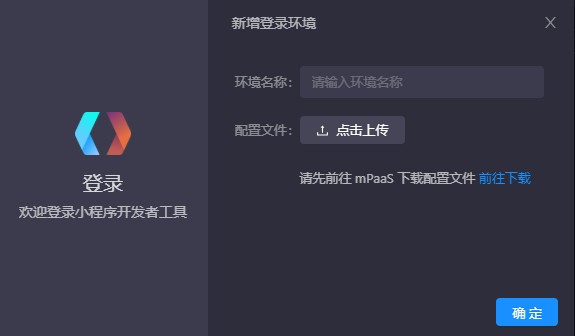 新增登录环境
环境名称：
请输入环境名称
配置文件：
点击上传
请先前往 mPaaS 下载配置文件 前往下载
确 定
登录
欢迎登录小程序开发者工具